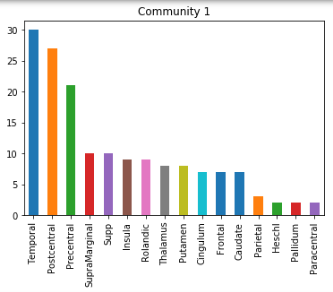 Community 1
30
25
20
15
10
5
0
Temporal
Postcentral
Precentral
SupraMarginal
Supp
Insula
Rolandic
Thalamus
Putamen
Cingulum
Frontal
Caudate
Parietal
Heschl
Pallidum
Paracentral